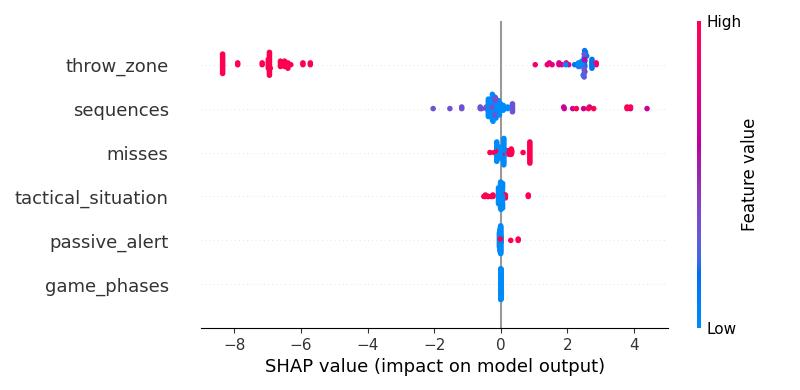 High
throw_zone
sequences
misses
tactical_situation
passive_alert
game_phases
Feature value
Low
−8 −6 −4 −2 0 2 4
SHAP value (impact on model output)